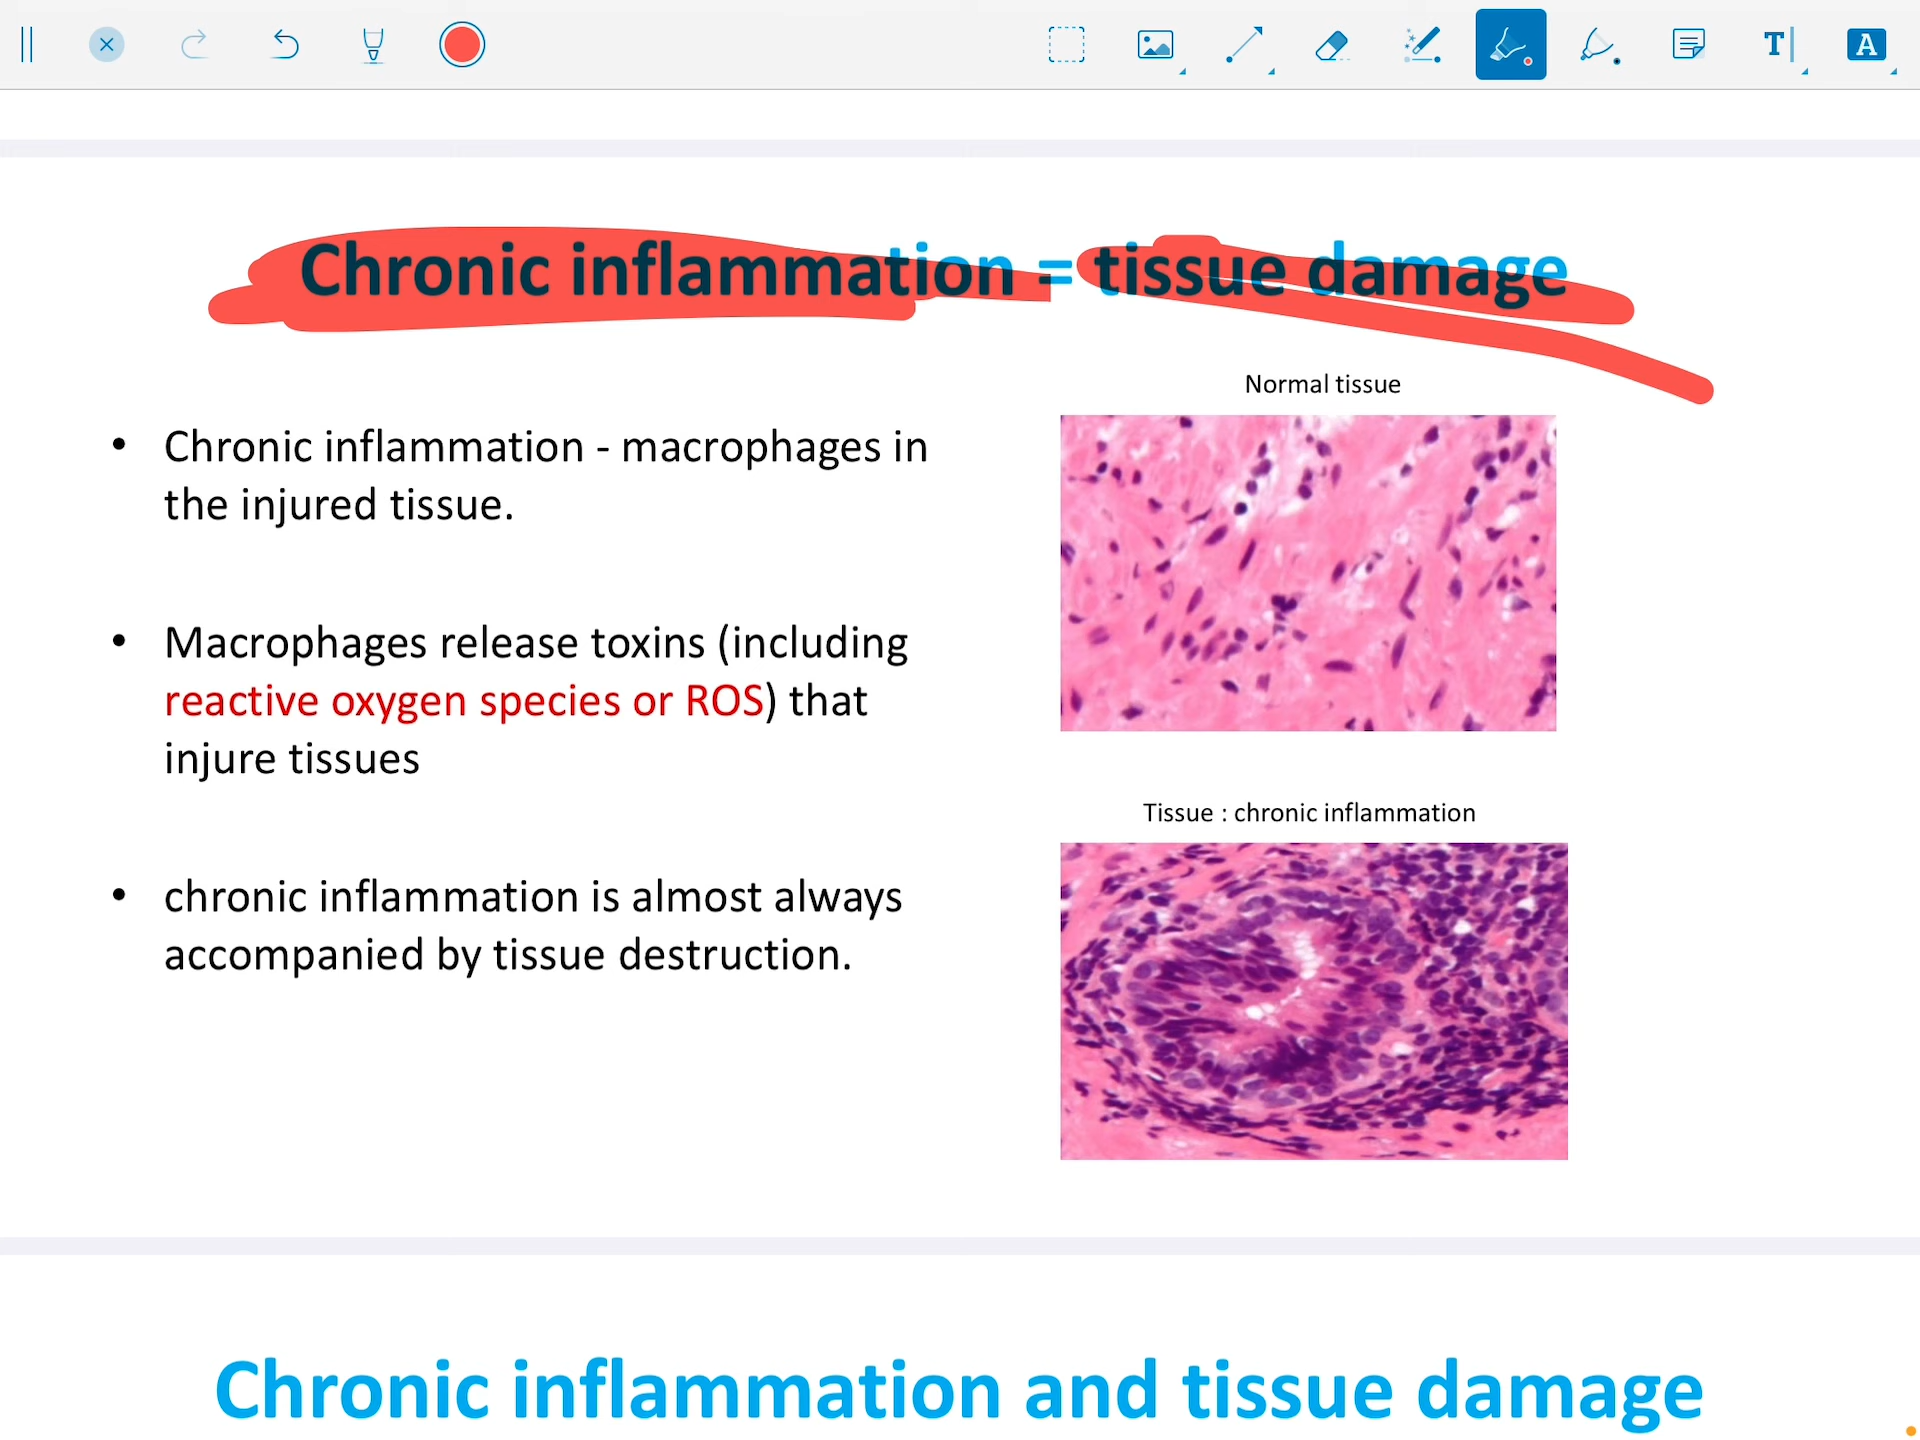 Chronic inflammation = tissue damage
• Chronic inflammation - macrophages in
the injured tissue.
• Macrophages release toxins (including
reactive oxygen species or ROS) that
injure tissues
• chronic inflammation is almost always
accompanied by tissue destruction.
Normal tissue
Tissue : chronic inflammation
Chronic inflammation and tissue damage